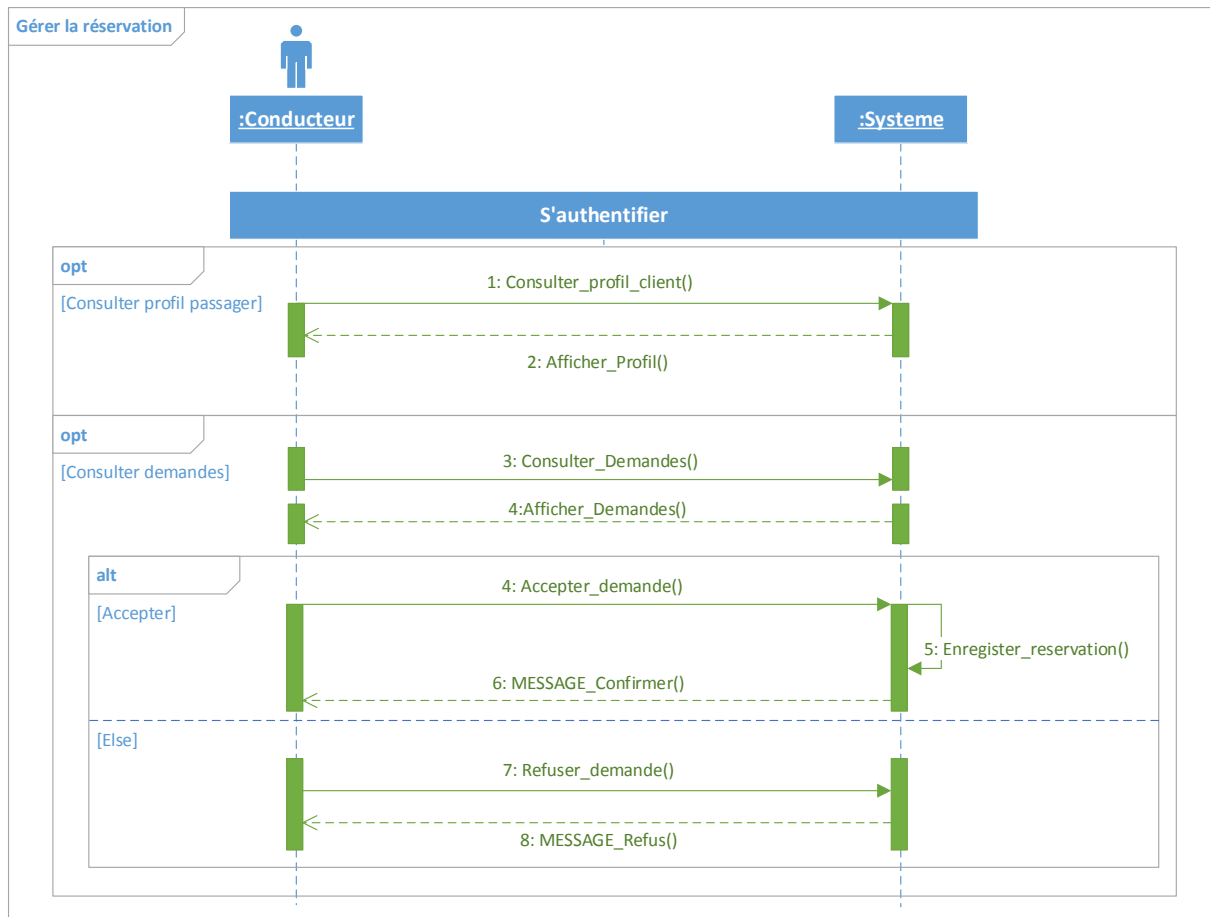 Gérer la réservation
:Conducteur
:Systeme
S'authentifier
opt
[Consulter profil passager]
1: Consulter_profil_client()
2: Afficher_Profil()
opt
[Consulter demandes]
3: Consulter_Demandes()
4:Afficher_Demandes()
alt
[Accepter]
4: Accepter_demande()
5: Enregister_reservation()
6: MESSAGE_Confirmer()
[Else]
7: Refuser_demande()
8: MESSAGE_Refus()